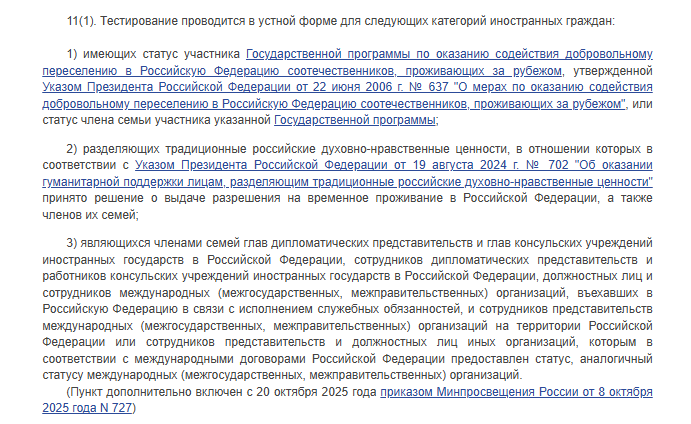 11(1). Тестирование проводится в устной форме для следующих категорий иностранных граждан:
1) имеющих статус участника Государственной программы по оказанию содействия добровольному
переселению в Российскую Федерацию соотечественников, проживающих за рубежом, утвержденной
Указом Президента Российской Федерации от 22 июня 2006 г. № 637 "О мерах по оказанию содействия
добровольному переселению в Российскую Федерацию соотечественников, проживающих за рубежом", или
статус члена семьи участника указанной Государственной программы;
2) разделяющих традиционные российские духовно-нравственные ценности, в отношении которых в
соответствии с Указом Президента Российской Федерации от 19 августа 2024 г. № 702 "Об оказании
гуманитарной поддержки лицам, разделяющим традиционные российские духовно-нравственные ценности"
принято решение о выдаче разрешения на временное проживание в Российской Федерации, а также
членов их семей;
3) являющихся членами семей глав дипломатических представительств и глав консульских учреждений
иностранных государств в Российской Федерации, сотрудников дипломатических представительств и
работников консульских учреждений иностранных государств в Российской Федерации, должностных лиц и
сотрудников международных (межгосударственных, межправительственных) организаций, въехавших в
Российскую Федерацию в связи с исполнением служебных обязанностей, и сотрудников представительств
международных (межгосударственных, межправительственных) организаций на территории Российской
Федерации или сотрудников представительств и должностных лиц иных организаций, которым в
соответствии с международными договорами Российской Федерации предоставлен статус, аналогичный
статусу международных (межгосударственных, межправительственных) организаций.
(Пункт дополнительно включен с 20 октября 2025 года приказом Минпросвещения России от 8 октября
2025 года N 727)